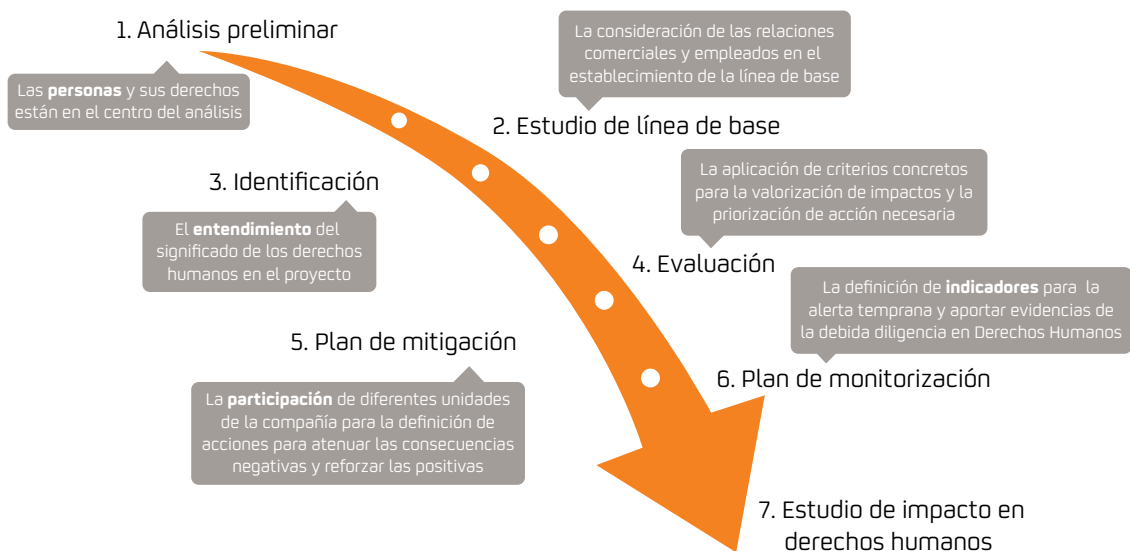 1. Análisis preliminar
Las personas y sus derechos
están en el centro del análisis
La consideración de las relaciones
comerciales y empleados en el
establecimiento de la línea de base
2. Estudio de línea de base
3. Identificación
El entendimiento del
significado de los derechos
humanos en el proyecto
La aplicación de criterios concretos
para la valorización de impactos y la
priorización de acción necesaria
4. Evaluación
La definición de indicadores para la
alerta temprana y aportar evidencias de
la debida diligencia en Derechos Humanos
5. Plan de mitigación
La participación de diferentes unidades
de la compañía para la definición de
acciones para atenuar las consecuencias
negativas y reforzar las positivas
6. Plan de monitorización
7. Estudio de impacto en
derechos humanos